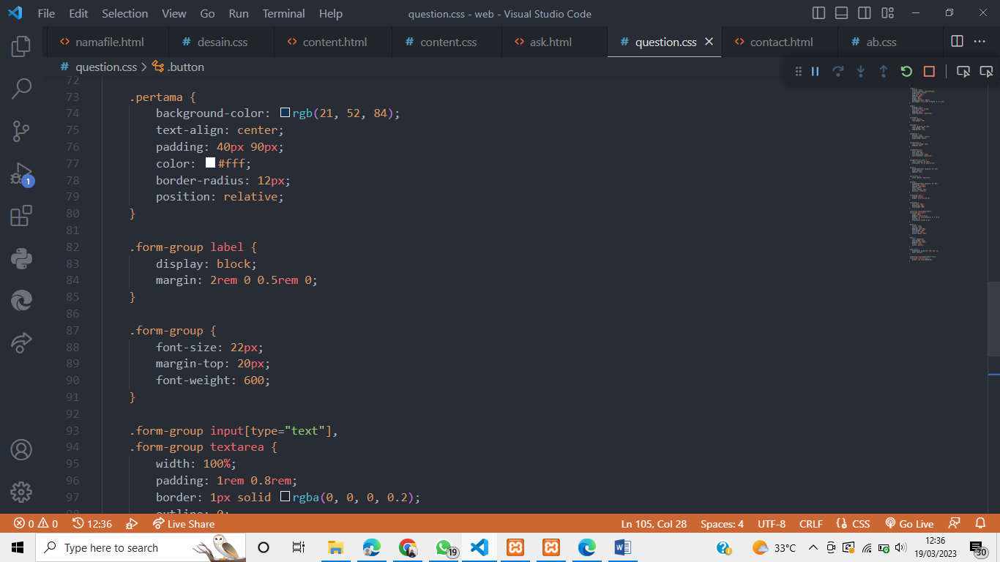 File Edit Selection View Go Run Terminal Help question.css - web - Visual Studio Code
namafile.html # desain.css content.html # content.css ask.html # question.css contact.html # ab.css
# question.css > .button
72
73 .pertama {
74 background-color: rgb(21, 52, 84);
75 text-align: center;
76 padding: 40px 90px;
77 color: #fff;
78 border-radius: 12px;
79 position: relative;
80 }
81
82 .form-group label {
83 display: block;
84 margin: 2rem 0 0.5rem 0;
85 }
86
87 .form-group {
88 font-size: 22px;
89 margin-top: 20px;
90 font-weight: 600;
91 }
92
93 .form-group input[type="text"],
94 .form-group textarea {
95 width: 100%;
96 padding: 1rem 0.8rem;
97 border: 1px solid rgba(0, 0, 0, 0.2);
98 outline: 0;
1
0 0 12:36 Live Share Ln 105, Col 28 Spaces: 4 UTF-8 CRLF CSS Go Live
Type here to search 19 33°C 12:36
19/03/2023 30